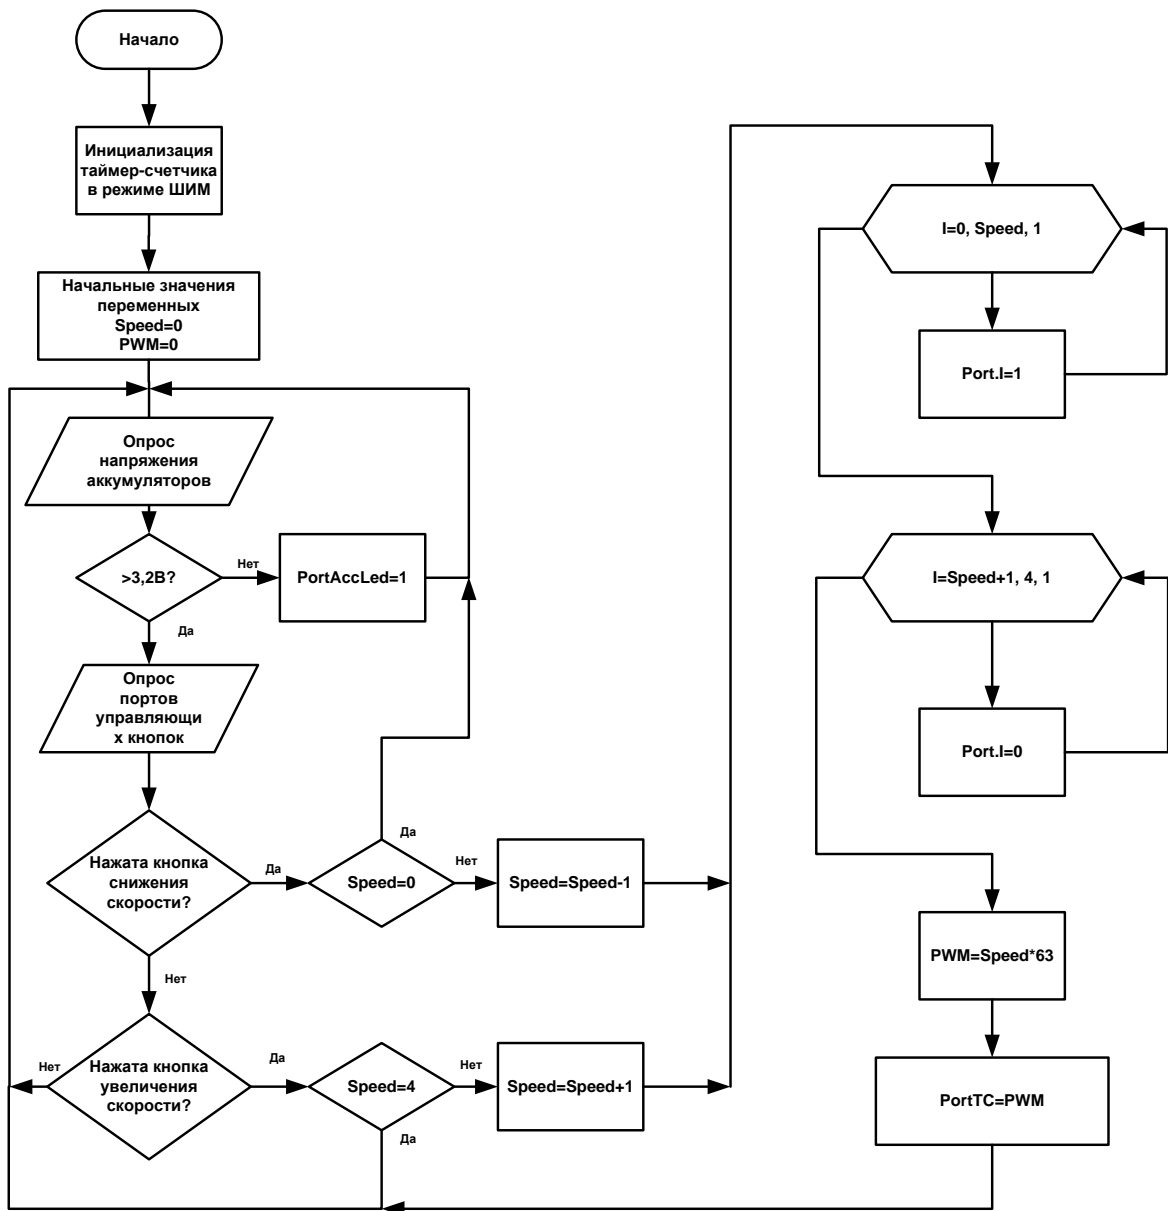 Начало
Инициализация
таймер-счетчика
в режиме ШИМ
Начальные значения
переменных
Speed=0
PWM=0
Опрос
напряжения
аккумуляторов
>3,2В?
Нет
PortAccLed=1
Да
Опрос
портов
управляющи
х кнопок
Нажата кнопка
снижения
скорости?
Да
Speed=0
Да
Нет
Speed=Speed-1
Нет
Нажата кнопка
увеличения
скорости?
Нет
Да
Speed=4
Нет
Speed=Speed+1
Да
I=0, Speed, 1
Port.I=1
I=Speed+1, 4, 1
Port.I=0
PWM=Speed*63
PortTC=PWM